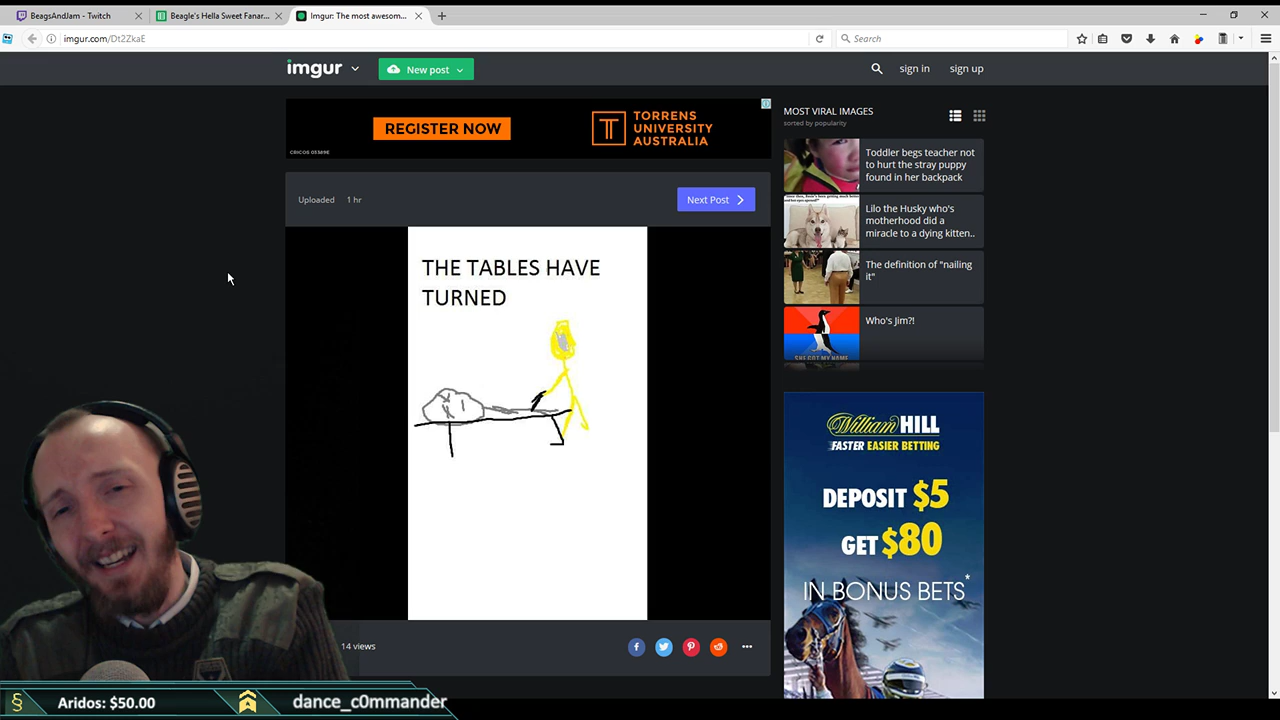 BeagsAndJam - Twitch
Beagle's Hella Sweet Fanar...
Imgur: The most awesom...
imgur.com/Dt2ZkaE
Search
imgur
New post
sign in
sign up
REGISTER NOW
TORRENS
UNIVERSITY
AUSTRALIA
MOST VIRAL IMAGES
sorted by popularity
Uploaded 1 hr
Next Post
Toddler begs teacher not
to hurt the stray puppy
found in her backpack
Lilo the Husky who's
motherhood did a
miracle to a dying kitten..
The definition of "nailing
it"
Who's Jim?!
SHE GOT MY NAME
THE TABLES HAVE
TURNED
William HILL
FASTER EASIER BETTING
DEPOSIT $5
GET $80
IN BONUS BETS*
14 views
Aridos: $50.00
dance_c0mmander